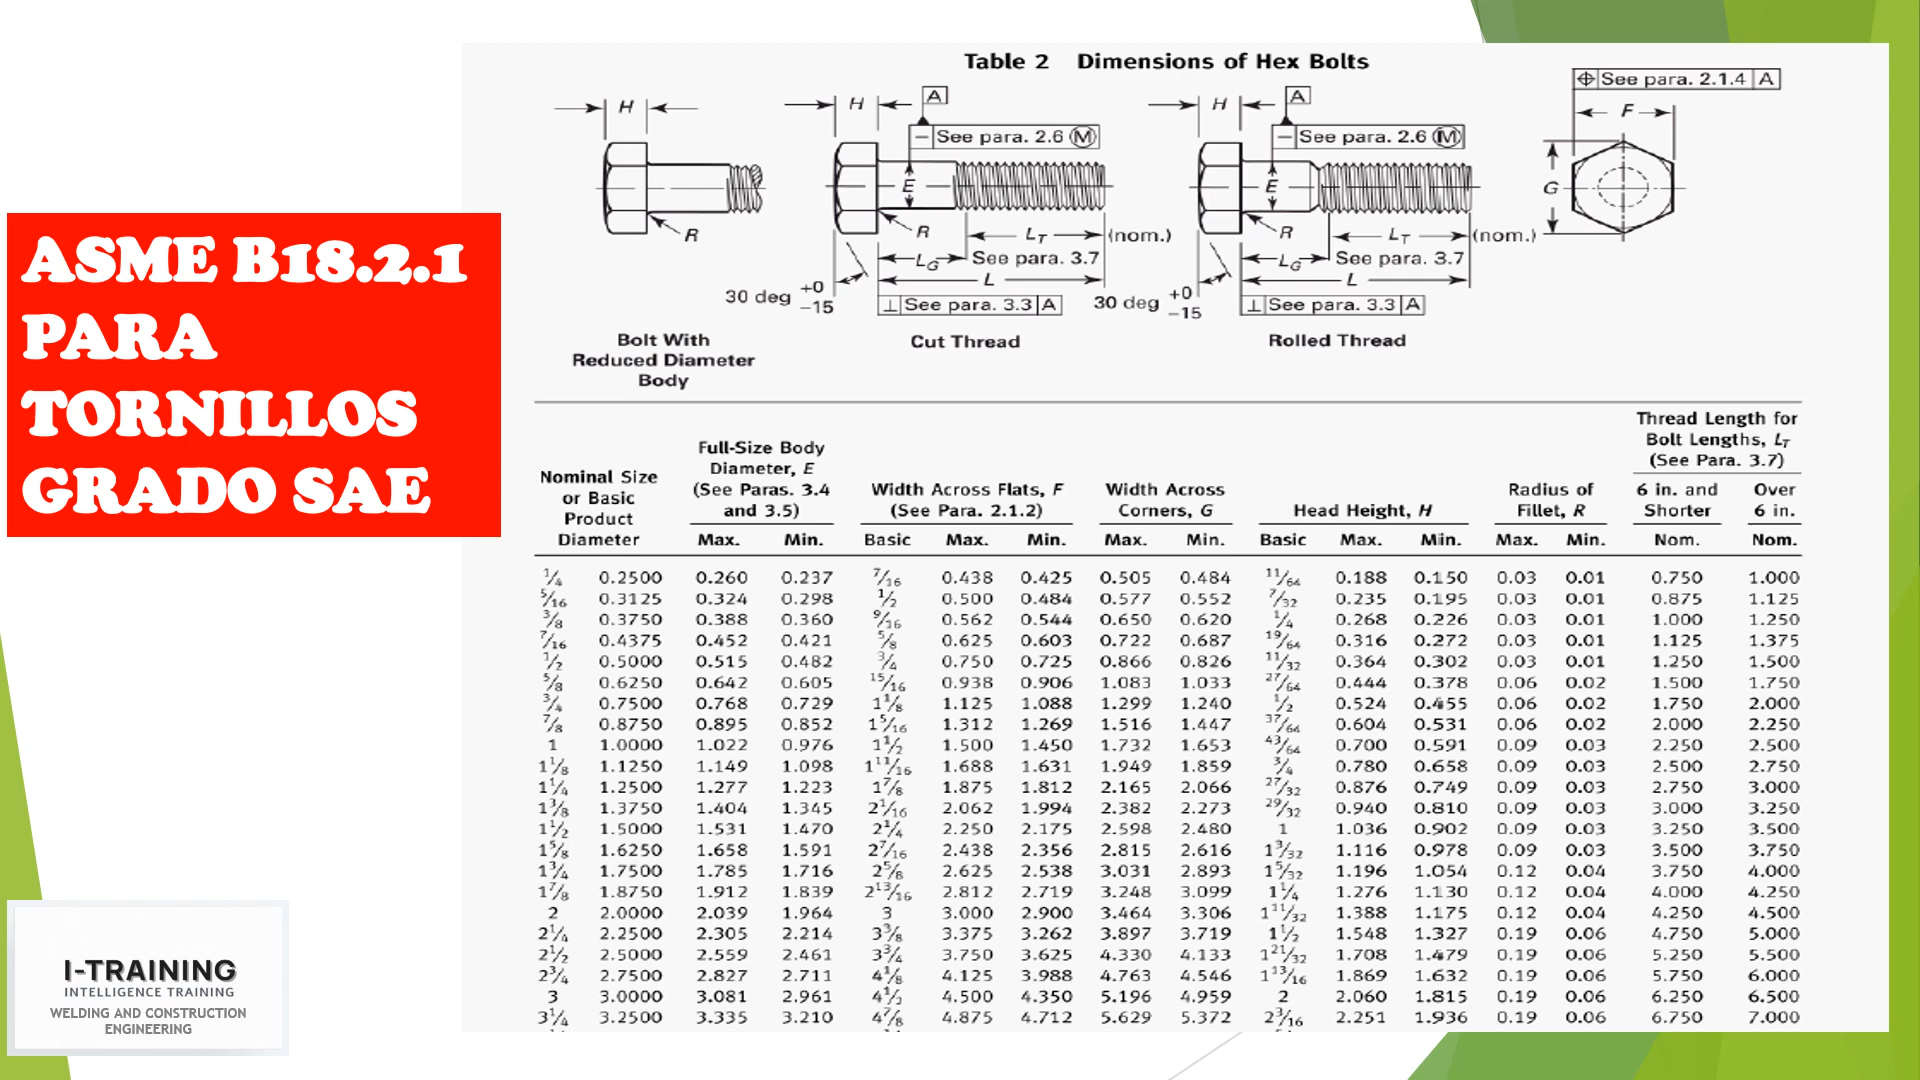 ASME B18.2.1
PARA
TORNILLOS
GRADO SAE
Table 2 Dimensions of Hex Bolts
H
R
Bolt With
Reduced Diameter
Body
H
A
— See para. 2.6 Ⓜ
E
R
LT (nom.)
LG See para. 3.7
L
30 deg +0 −15
⊥ See para. 3.3 A
Cut Thread
H
A
— See para. 2.6 Ⓜ
E
R
LT (nom.)
LG See para. 3.7
L
30 deg +0 −15
⊥ See para. 3.3 A
Rolled Thread
⌖ See para. 2.1.4 A
F
G
Nominal Size
or Basic
Product
Diameter
Full-Size Body
Diameter, E
(See Paras. 3.4
and 3.5)
Width Across Flats, F
(See Para. 2.1.2)
Width Across
Corners, G
Head Height, H
Radius of
Fillet, R
Thread Length for
Bolt Lengths, LT
(See Para. 3.7)
6 in. and
Shorter
Over
6 in.
Max. Min. Basic Max. Min. Max. Min. Basic Max. Min. Max. Min. Nom. Nom.
1/4 0.2500 0.260 0.237 7/16 0.438 0.425 0.505 0.484 11/64 0.188 0.150 0.03 0.01 0.750 1.000
5/16 0.3125 0.324 0.298 1/2 0.500 0.484 0.577 0.552 7/32 0.235 0.195 0.03 0.01 0.875 1.125
3/8 0.3750 0.388 0.360 9/16 0.562 0.544 0.650 0.620 1/4 0.268 0.226 0.03 0.01 1.000 1.250
7/16 0.4375 0.452 0.421 5/8 0.625 0.603 0.722 0.687 19/64 0.316 0.272 0.03 0.01 1.125 1.375
1/2 0.5000 0.515 0.482 3/4 0.750 0.725 0.866 0.826 11/32 0.364 0.302 0.03 0.01 1.250 1.500
5/8 0.6250 0.642 0.605 15/16 0.938 0.906 1.083 1.033 27/64 0.444 0.378 0.06 0.02 1.500 1.750
3/4 0.7500 0.768 0.729 1 1/8 1.125 1.088 1.299 1.240 1/2 0.524 0.455 0.06 0.02 1.750 2.000
7/8 0.8750 0.895 0.852 1 5/16 1.312 1.269 1.516 1.447 37/64 0.604 0.531 0.06 0.02 2.000 2.250
1 1.0000 1.022 0.976 1 1/2 1.500 1.450 1.732 1.653 43/64 0.700 0.591 0.09 0.03 2.250 2.500
1 1/8 1.1250 1.149 1.098 1 11/16 1.688 1.631 1.949 1.859 3/4 0.780 0.658 0.09 0.03 2.500 2.750
1 1/4 1.2500 1.277 1.223 1 7/8 1.875 1.812 2.165 2.066 27/32 0.876 0.749 0.09 0.03 2.750 3.000
1 3/8 1.3750 1.404 1.345 2 1/16 2.062 1.994 2.382 2.273 29/32 0.940 0.810 0.09 0.03 3.000 3.250
1 1/2 1.5000 1.531 1.470 2 1/4 2.250 2.175 2.598 2.480 1 1.036 0.902 0.09 0.03 3.250 3.500
1 5/8 1.6250 1.658 1.591 2 7/16 2.438 2.356 2.815 2.616 1 3/32 1.116 0.978 0.09 0.03 3.500 3.750
1 3/4 1.7500 1.785 1.716 2 5/8 2.625 2.538 3.031 2.893 1 5/32 1.196 1.054 0.12 0.04 3.750 4.000
1 7/8 1.8750 1.912 1.839 2 13/16 2.812 2.719 3.248 3.099 1 1/4 1.276 1.130 0.12 0.04 4.000 4.250
2 2.0000 2.039 1.964 3 3.000 2.900 3.464 3.306 1 11/32 1.388 1.175 0.12 0.04 4.250 4.500
2 1/4 2.2500 2.305 2.214 3 3/8 3.375 3.262 3.897 3.719 1 1/2 1.548 1.327 0.19 0.06 4.750 5.000
2 1/2 2.5000 2.559 2.461 3 3/4 3.750 3.625 4.330 4.133 1 21/32 1.708 1.479 0.19 0.06 5.250 5.500
2 3/4 2.7500 2.827 2.711 4 1/8 4.125 3.988 4.763 4.546 1 13/16 1.869 1.632 0.19 0.06 5.750 6.000
3 3.0000 3.081 2.961 4 1/2 4.500 4.350 5.196 4.959 2 2.060 1.815 0.19 0.06 6.250 6.500
3 1/4 3.2500 3.335 3.210 4 7/8 4.875 4.712 5.629 5.372 2 3/16 2.251 1.936 0.19 0.06 6.750 7.000
I-TRAINING
INTELLIGENCE TRAINING
WELDING AND CONSTRUCTION
ENGINEERING